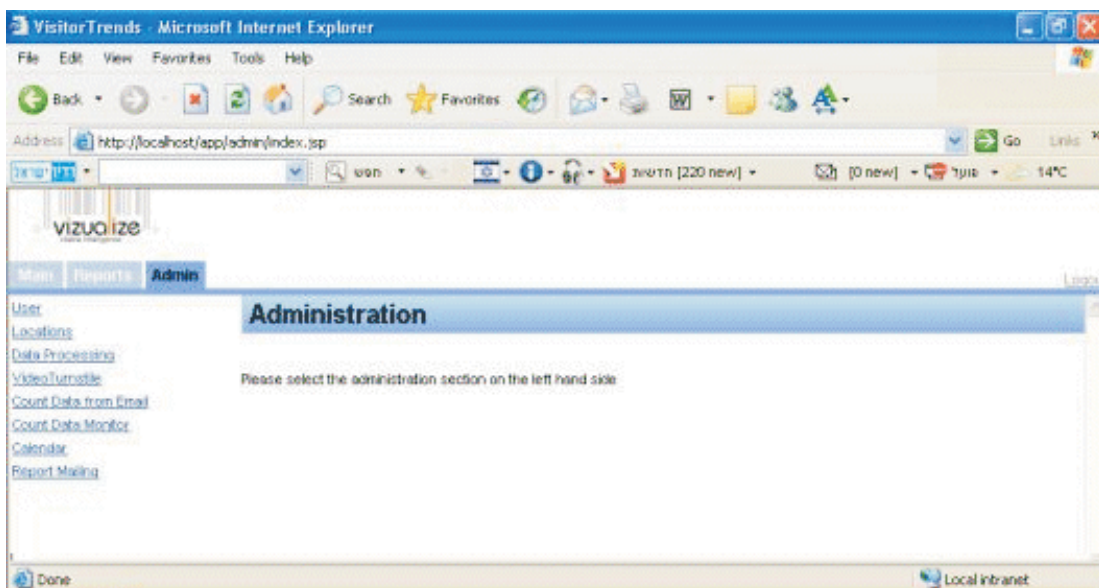 VisitorTrends - Microsoft Internet Explorer
File Edit View Favorites Tools Help
Back Search Favorites
Address http://localhost/app/admin/index.jsp Go Links
חפש חדשות [220 new] [0 new] פועל 14°C
vizualize
Main Reports Admin
User
Administration
Locations
Data Processing
VideoTurnstile
Please select the administration section on the left hand side
Count Data from Email
Count Data Monitor
Calendar
Report Mailing
Done Local intranet